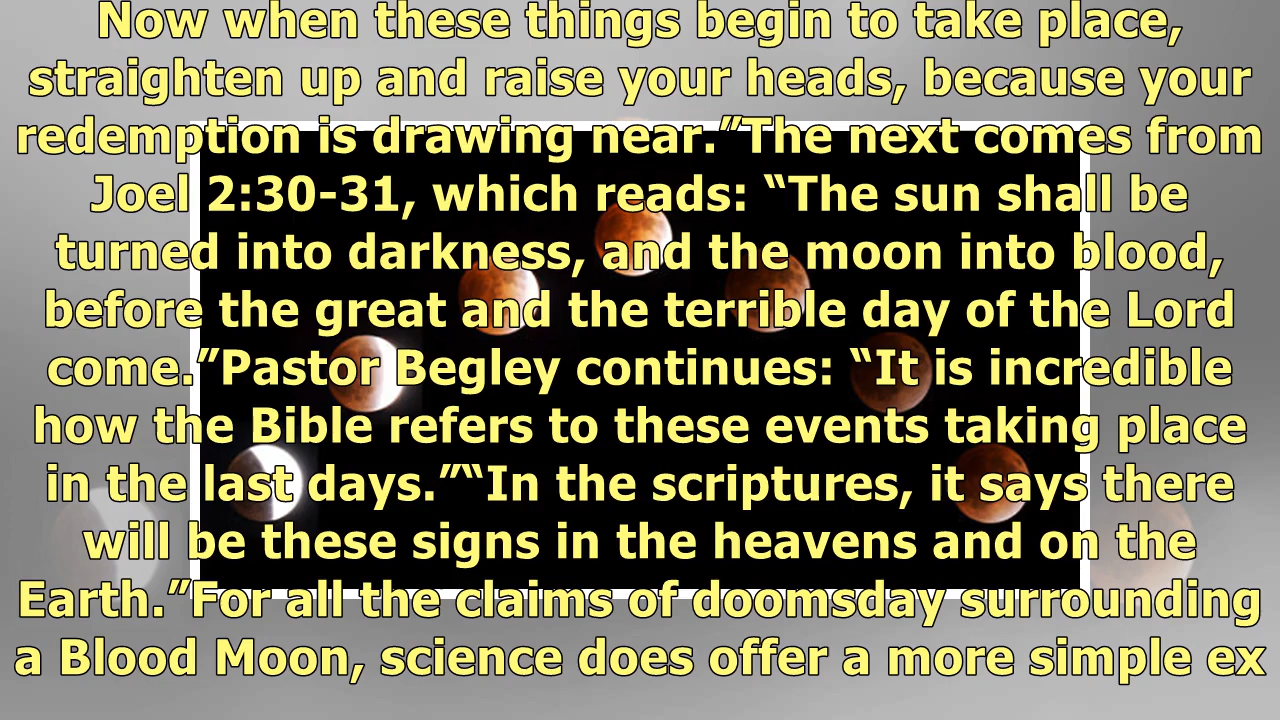 Now when these things begin to take place,
straighten up and raise your heads, because your
redemption is drawing near.”The next comes from
Joel 2:30-31, which reads: “The sun shall be
turned into darkness, and the moon into blood,
before the great and the terrible day of the Lord
come.”Pastor Begley continues: “It is incredible
how the Bible refers to these events taking place
in the last days.”“In the scriptures, it says there
will be these signs in the heavens and on the
Earth.”For all the claims of doomsday surrounding
a Blood Moon, science does offer a more simple ex